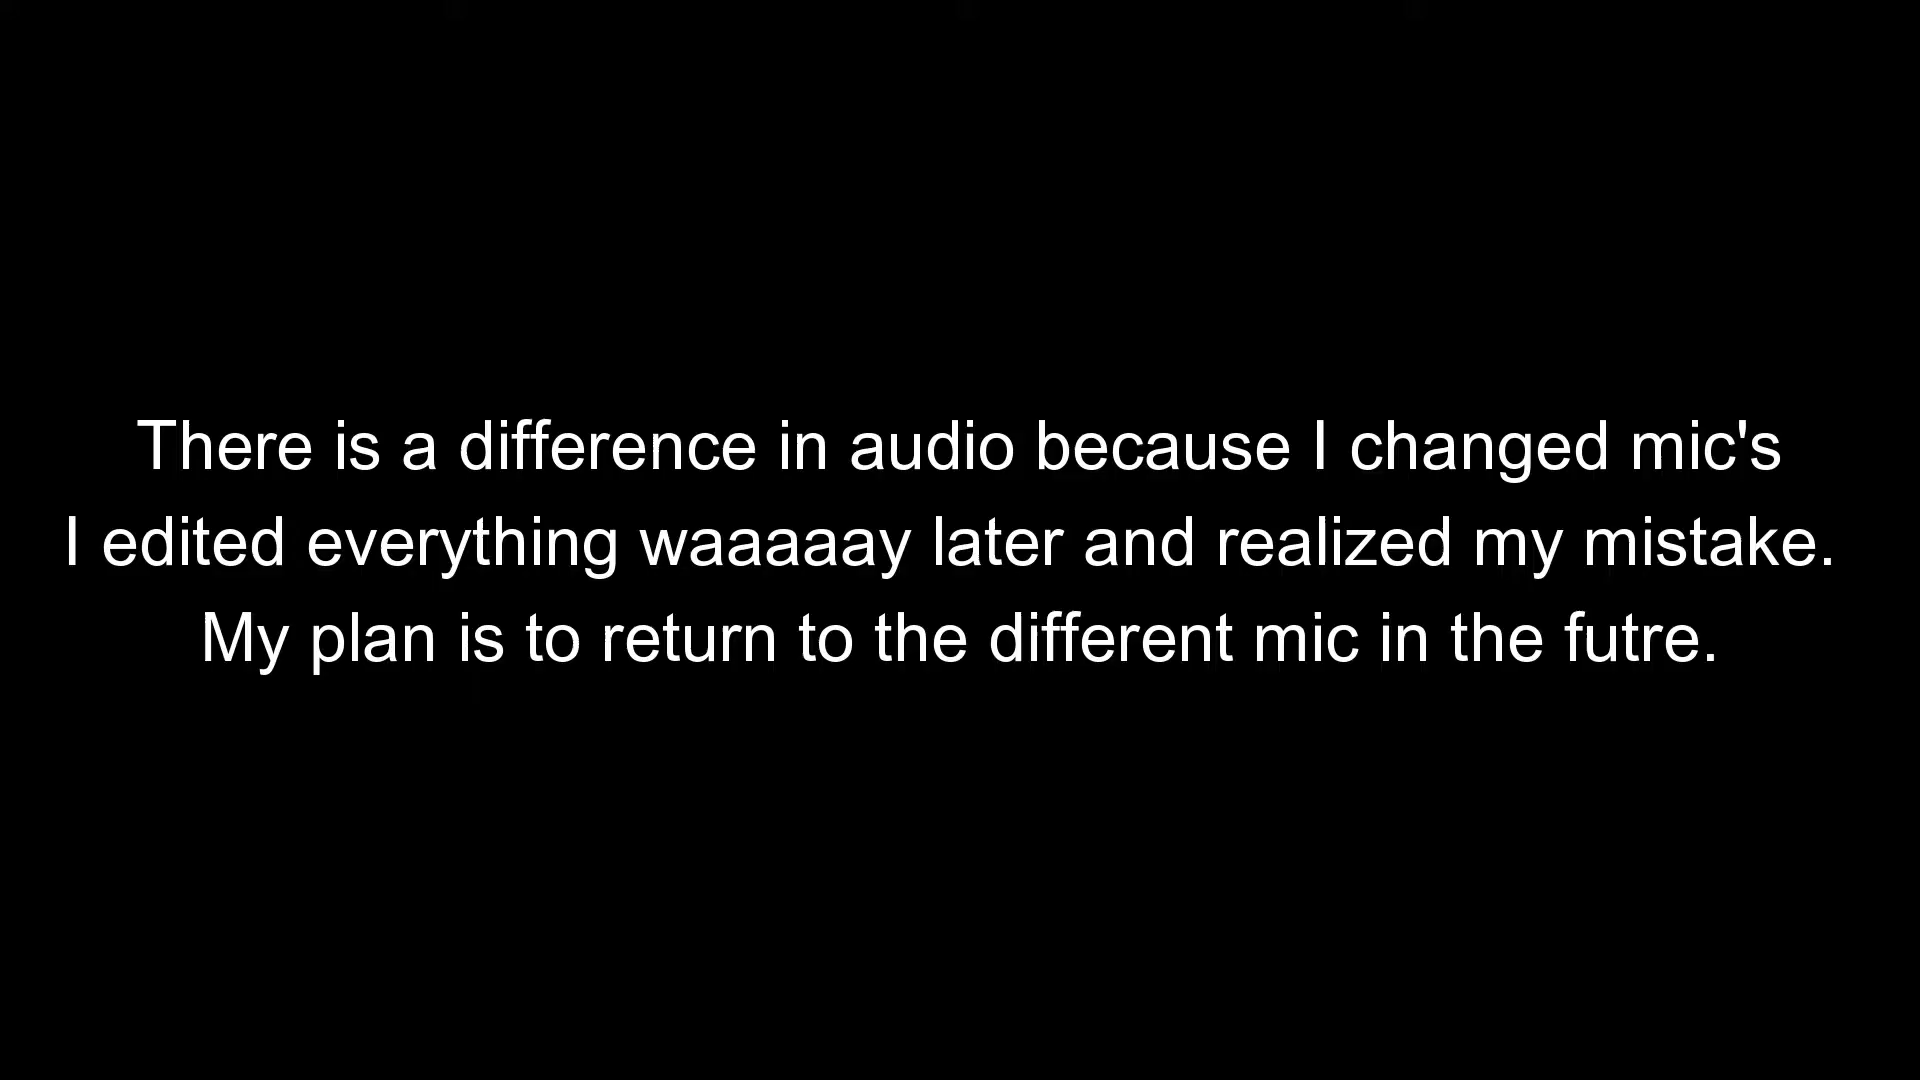 There is a difference in audio because I changed mic's
I edited everything waaaaay later and realized my mistake.
My plan is to return to the different mic in the futre.